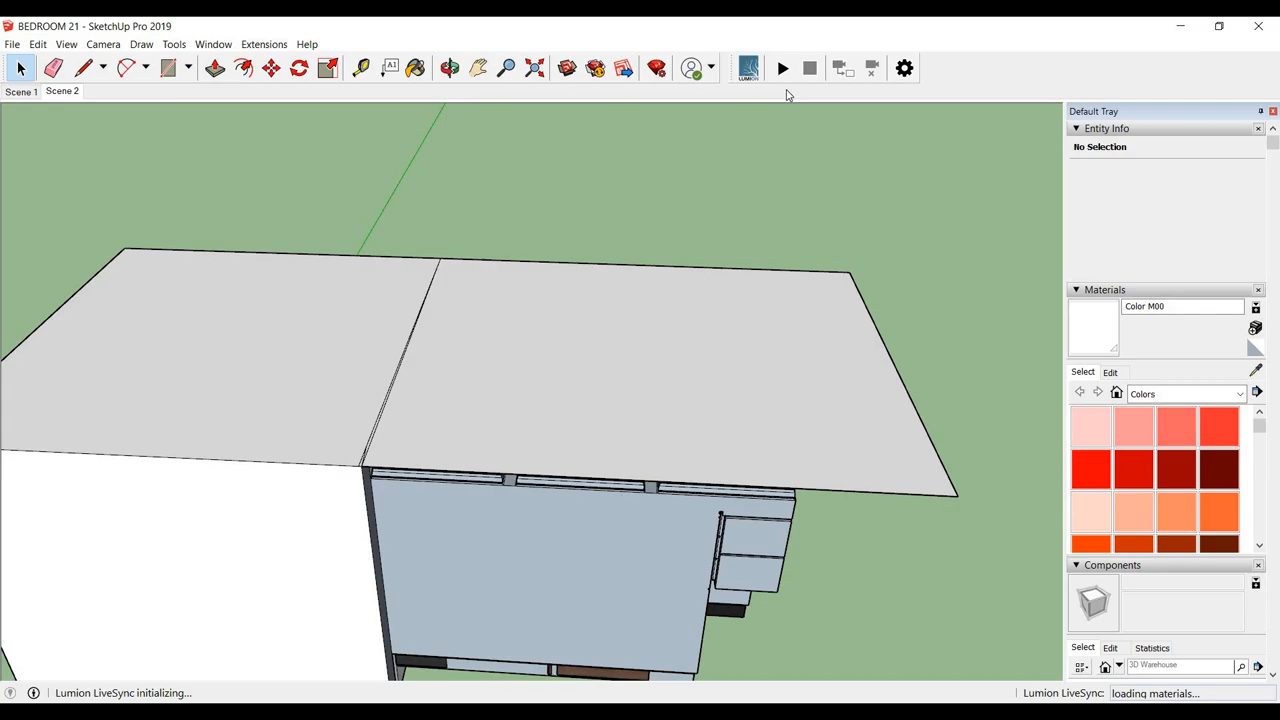 BEDROOM 21 - SketchUp Pro 2019
File Edit View Camera Draw Tools Window Extensions Help
A1
LUMION
Scene 1 Scene 2
Default Tray
Entity Info
No Selection
Materials
Color M00
Select Edit
Colors
Components
Select Edit Statistics
3D Warehouse
Lumion LiveSync initializing... Lumion LiveSync: loading materials...